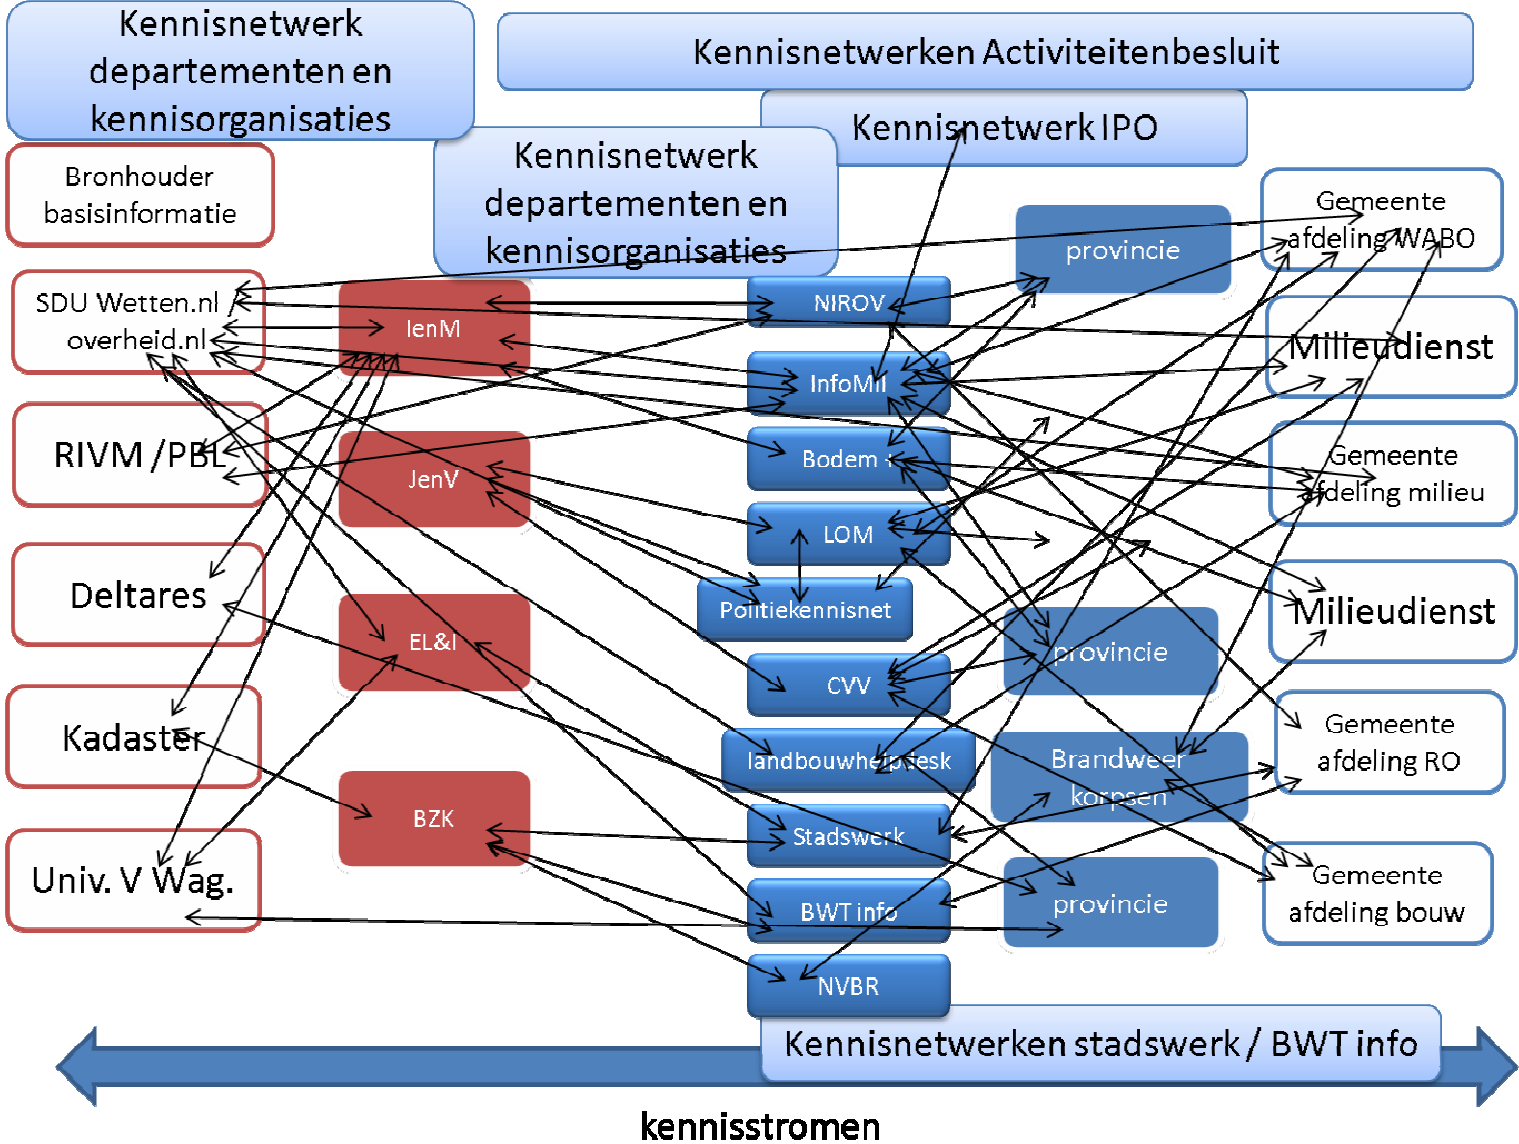 Kennisnetwerk
departementen en
kennisorganisaties
Kennisnetwerken Activiteitenbesluit
Kennisnetwerk IPO
Kennisnetwerk
departementen en
kennisorganisaties
Bronhouder
basisinformatie
SDU Wetten.nl /
overheid.nl
RIVM /PBL
Deltares
Kadaster
Univ. V Wag.
IenM
JenV
EL&I
BZK
NIROV
InfoMil
Bodem +
LOM
Politiekennisnet
CVV
landbouwhelpdesk
Stadswerk
BWT info
NVBR
provincie
provincie
Brandweer
korpsen
provincie
Gemeente
afdeling WABO
Milieudienst
Gemeente
afdeling milieu
Milieudienst
Gemeente
afdeling RO
Gemeente
afdeling bouw
Kennisnetwerken stadswerk / BWT info
kennisstromen